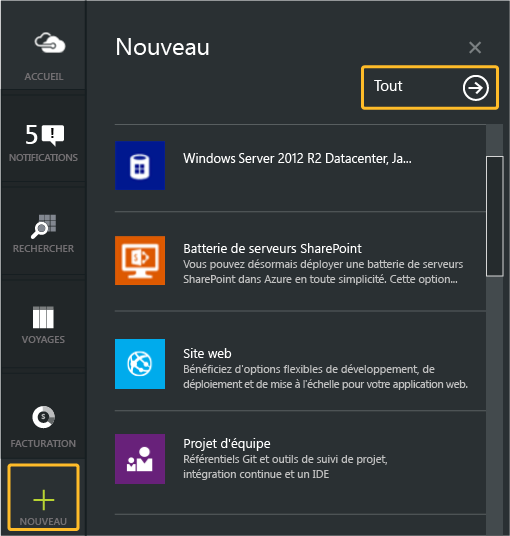 Nouveau
Tout
ACCUEIL
5
NOTIFICATIONS
RECHERCHER
VOYAGES
FACTURATION
NOUVEAU
Windows Server 2012 R2 Datacenter, Ja...
Batterie de serveurs SharePoint
Vous pouvez désormais déployer une batterie de serveurs
SharePoint dans Azure en toute simplicité. Cette option...
Site web
Bénéficiez d'options flexibles de développement, de
déploiement et de mise à l'échelle pour votre application web.
Projet d'équipe
Référentiels Git et outils de suivi de projet,
intégration continue et un IDE